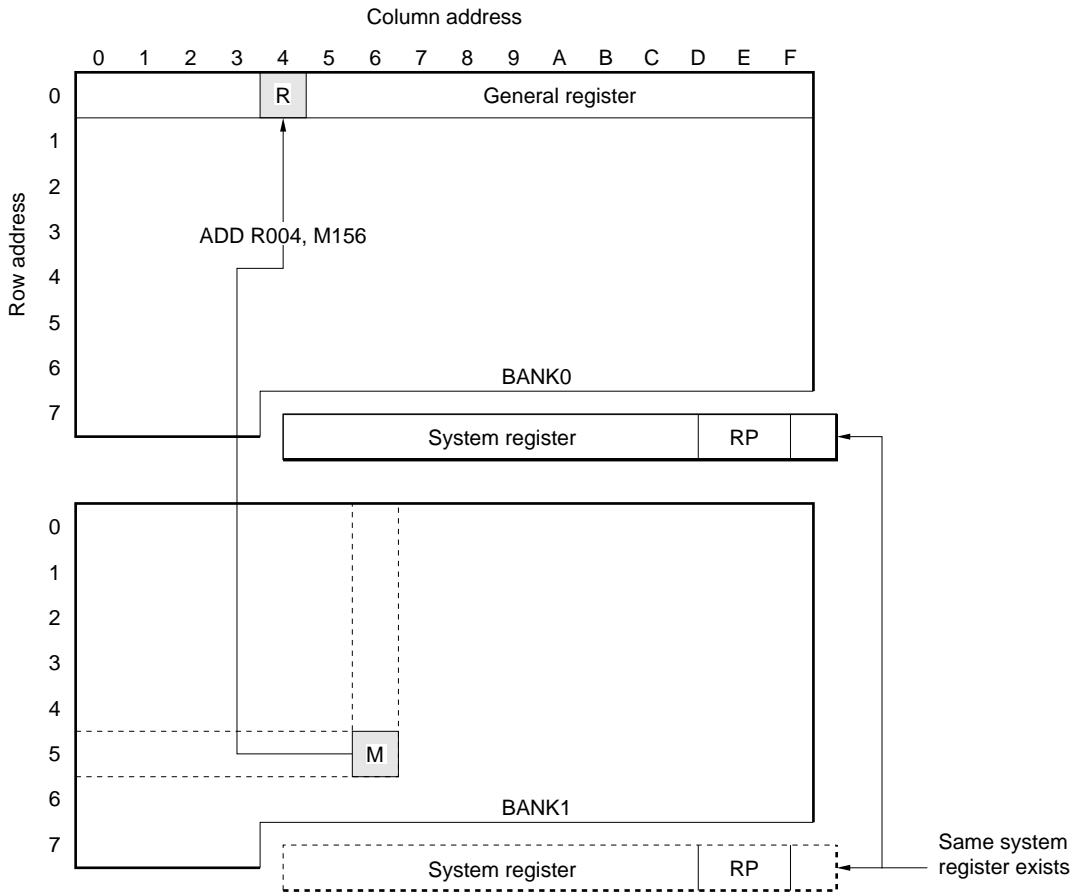 Column address
0 1 2 3 4 5 6 7 8 9 A B C D E F
Row address
0 R General register
1
2
3
ADD R004, M156
4
5
6
BANK0
7
System register RP
0
1
2
3
4
5 M
6
BANK1
7
System register RP
Same system
register exists